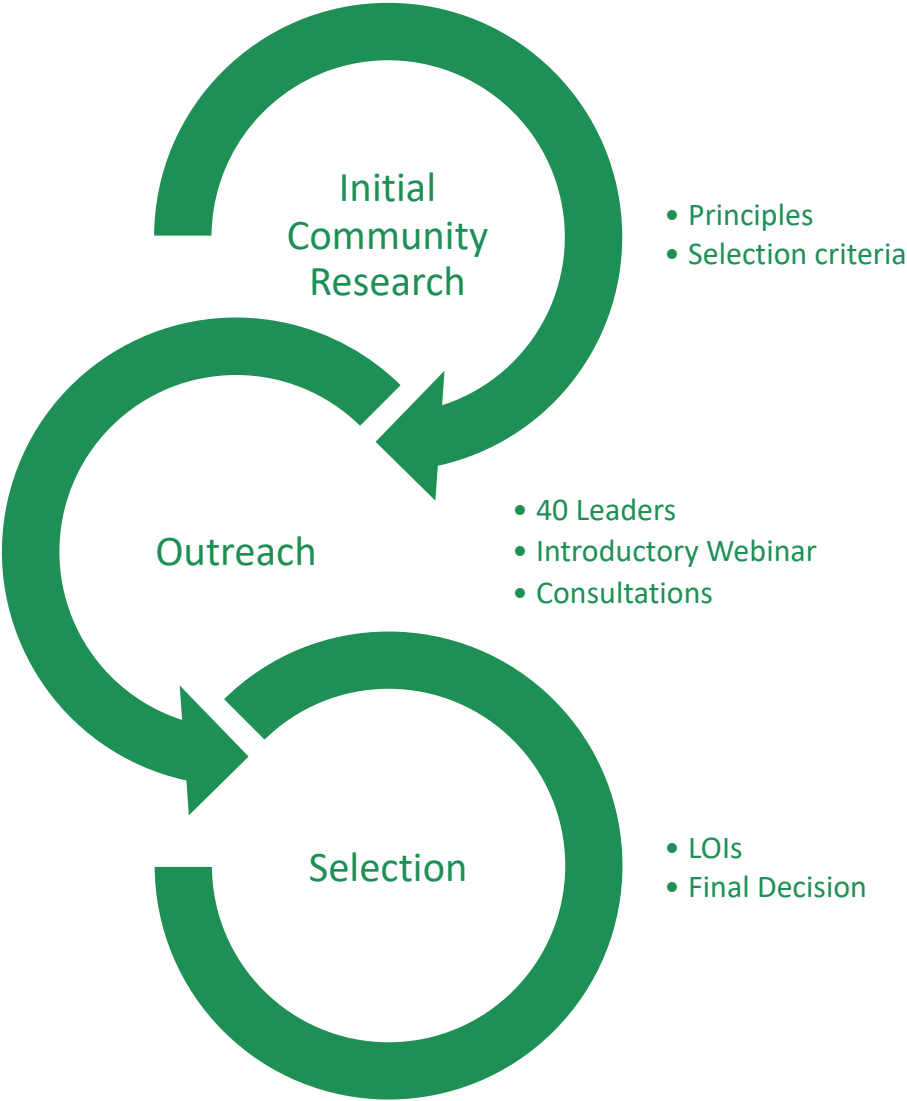 Initial
Community
Research
• Principles
• Selection criteria
Outreach
• 40 Leaders
• Introductory Webinar
• Consultations
Selection
• LOIs
• Final Decision